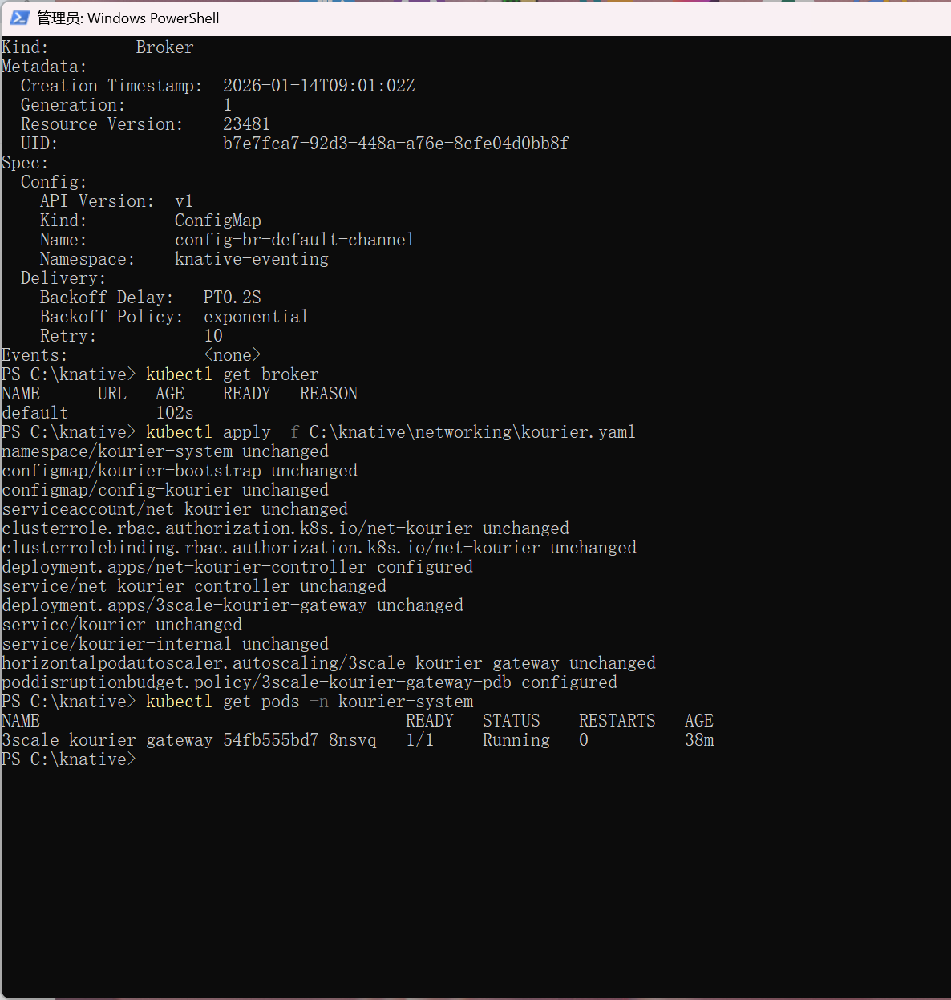 管理员: Windows PowerShell
Kind:         Broker
Metadata:
  Creation Timestamp:  2026-01-14T09:01:02Z
  Generation:          1
  Resource Version:    23481
  UID:                 b7e7fca7-92d3-448a-a76e-8cfe04d0bb8f
Spec:
  Config:
    API Version:  v1
    Kind:         ConfigMap
    Name:         config-br-default-channel
    Namespace:    knative-eventing
  Delivery:
    Backoff Delay:   PT0.2S
    Backoff Policy:  exponential
    Retry:           10
Events:              <none>
PS C:\knative> kubectl get broker
NAME      URL   AGE    READY   REASON
default         102s
PS C:\knative> kubectl apply -f C:\knative\networking\kourier.yaml
namespace/kourier-system unchanged
configmap/kourier-bootstrap unchanged
configmap/config-kourier unchanged
serviceaccount/net-kourier unchanged
clusterrole.rbac.authorization.k8s.io/net-kourier unchanged
clusterrolebinding.rbac.authorization.k8s.io/net-kourier unchanged
deployment.apps/net-kourier-controller configured
service/net-kourier-controller unchanged
deployment.apps/3scale-kourier-gateway unchanged
service/kourier unchanged
service/kourier-internal unchanged
horizontalpodautoscaler.autoscaling/3scale-kourier-gateway unchanged
poddisruptionbudget.policy/3scale-kourier-gateway-pdb configured
PS C:\knative> kubectl get pods -n kourier-system
NAME                                      READY   STATUS    RESTARTS   AGE
3scale-kourier-gateway-54fb555bd7-8nsvq   1/1     Running   0          38m
PS C:\knative>